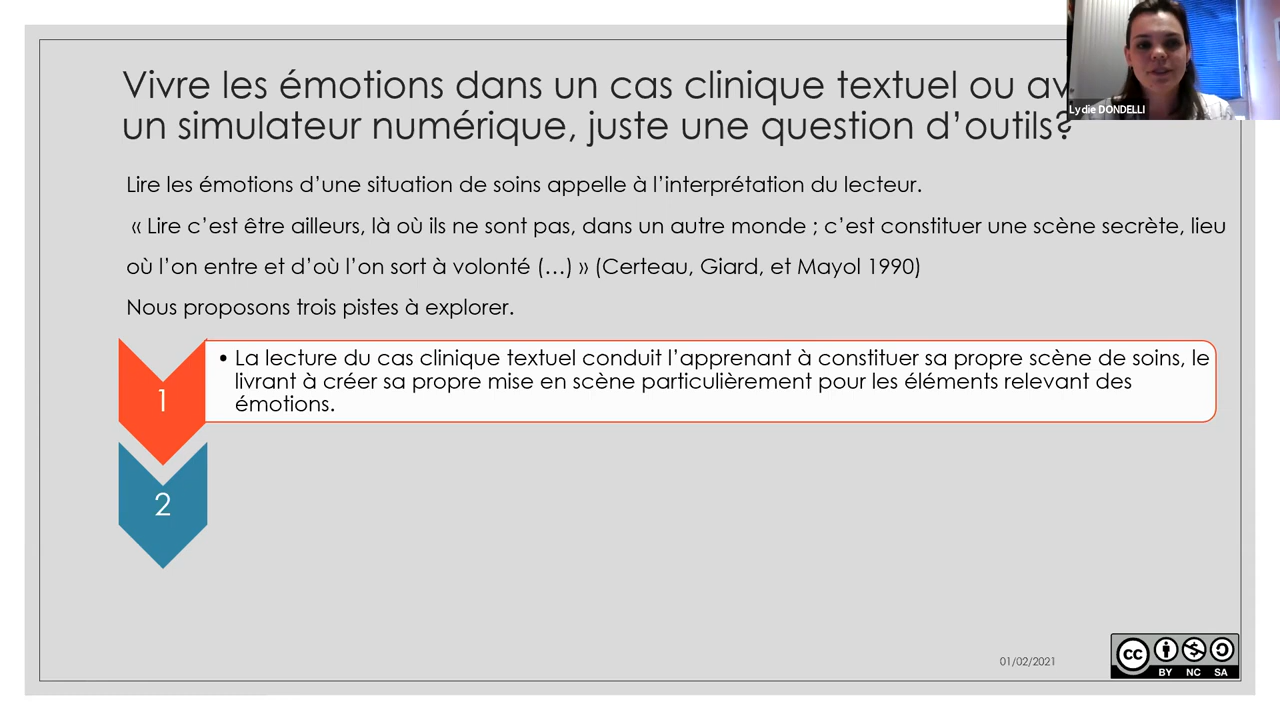 Vivre les émotions dans un cas clinique textuel ou
un simulateur numérique, juste une question d’outils?
Lydie DONDELLI
Lire les émotions d’une situation de soins appelle à l’interprétation du lecteur.
« Lire c’est être ailleurs, là où ils ne sont pas, dans un autre monde ; c’est constituer une scène secrète, lieu
où l’on entre et d’où l’on sort à volonté (…) » (Certeau, Giard, et Mayol 1990)
Nous proposons trois pistes à explorer.
1
• La lecture du cas clinique textuel conduit l’apprenant à constituer sa propre scène de soins, le
livrant à créer sa propre mise en scène particulièrement pour les éléments relevant des
émotions.
2
01/02/2021
cc
BY NC SA